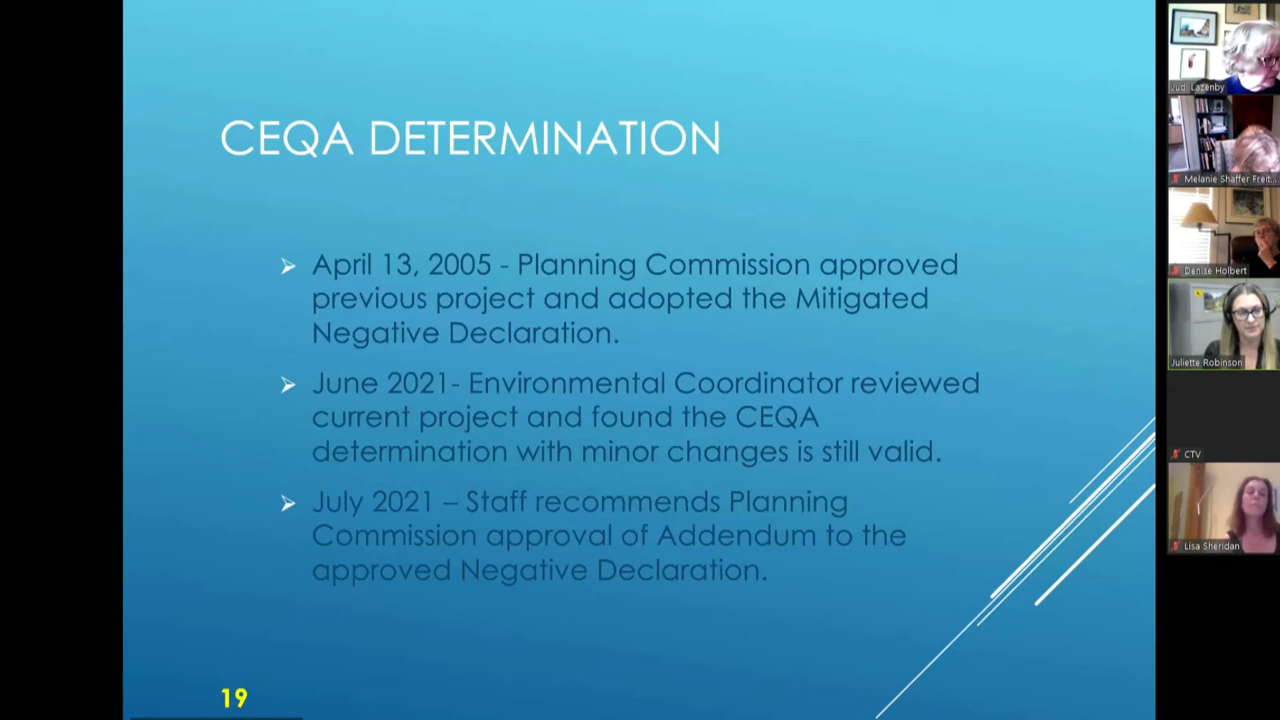 CEQA DETERMINATION
April 13, 2005 - Planning Commission approved
previous project and adopted the Mitigated
Negative Declaration.
June 2021- Environmental Coordinator reviewed
current project and found the CEQA
determination with minor changes is still valid.
July 2021 – Staff recommends Planning
Commission approval of Addendum to the
approved Negative Declaration.
19
Judi Lazenby
Melanie Shaffer Freit...
Denise Holbert
Juliette Robinson
CTV
Lisa Sheridan